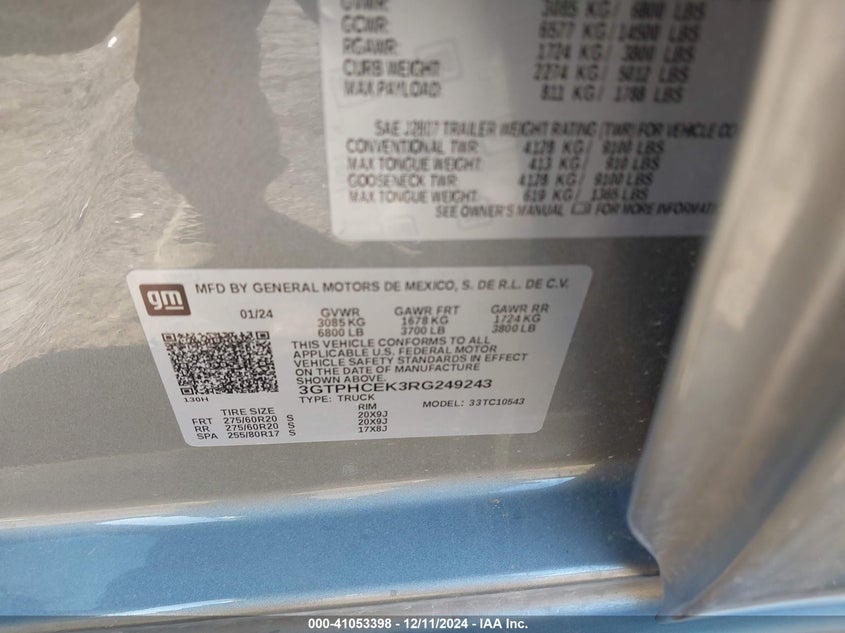 GVWR: 3085 KG / 6800 LBS
GCWR: 6577 KG / 14500 LBS
RGAWR: 1724 KG / 3800 LBS
CURB WEIGHT: 2274 KG / 5012 LBS
MAX PAYLOAD: 811 KG / 1788 LBS
SAE J2807 TRAILER WEIGHT RATING (TWR) FOR VEHICLE
CONVENTIONAL TWR: 4128 KG / 9100 LBS
MAX TONGUE WEIGHT: 413 KG / 910 LBS
GOOSENECK TWR: 4128 KG / 9100 LBS
MAX TONGUE WEIGHT: 619 KG / 1365 LBS
SEE OWNER'S MANUAL FOR MORE INFORMATI
gm
MFD BY GENERAL MOTORS DE MEXICO, S. DE R.L. DE C.V.
01/24 GVWR GAWR FRT GAWR RR
3085 KG 1678 KG 1724 KG
6800 LB 3700 LB 3800 LB
THIS VEHICLE CONFORMS TO ALL
APPLICABLE U.S. FEDERAL MOTOR
VEHICLE SAFETY STANDARDS IN EFFECT
ON THE DATE OF MANUFACTURE
SHOWN ABOVE.
3GTPHCEK3RG249243
130H
TYPE: TRUCK MODEL: 33TC10543
TIRE SIZE RIM
FRT 275/60R20 S 20X9J
RR 275/60R20 S 20X9J
SPA 255/80R17 S 17X8J
000-41053398 - 12/11/2024 - IAA Inc.